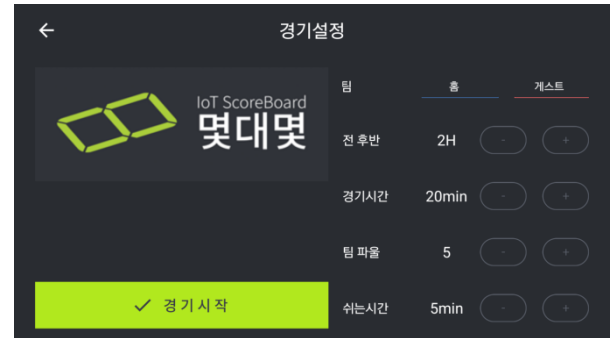 경기설정
IoT ScoreBoard
몇대몇
팀 홈 게스트
전 후반 2H - +
경기시간 20min - +
팀 파울 5 - +
쉬는시간 5min - +
경기시작